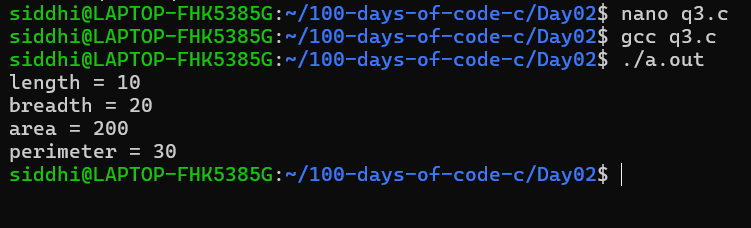 siddhi@LAPTOP-FHK5385G:~/100-days-of-code-c/Day02$ nano q3.c
siddhi@LAPTOP-FHK5385G:~/100-days-of-code-c/Day02$ gcc q3.c
siddhi@LAPTOP-FHK5385G:~/100-days-of-code-c/Day02$ ./a.out
length = 10
breadth = 20
area = 200
perimeter = 30
siddhi@LAPTOP-FHK5385G:~/100-days-of-code-c/Day02$